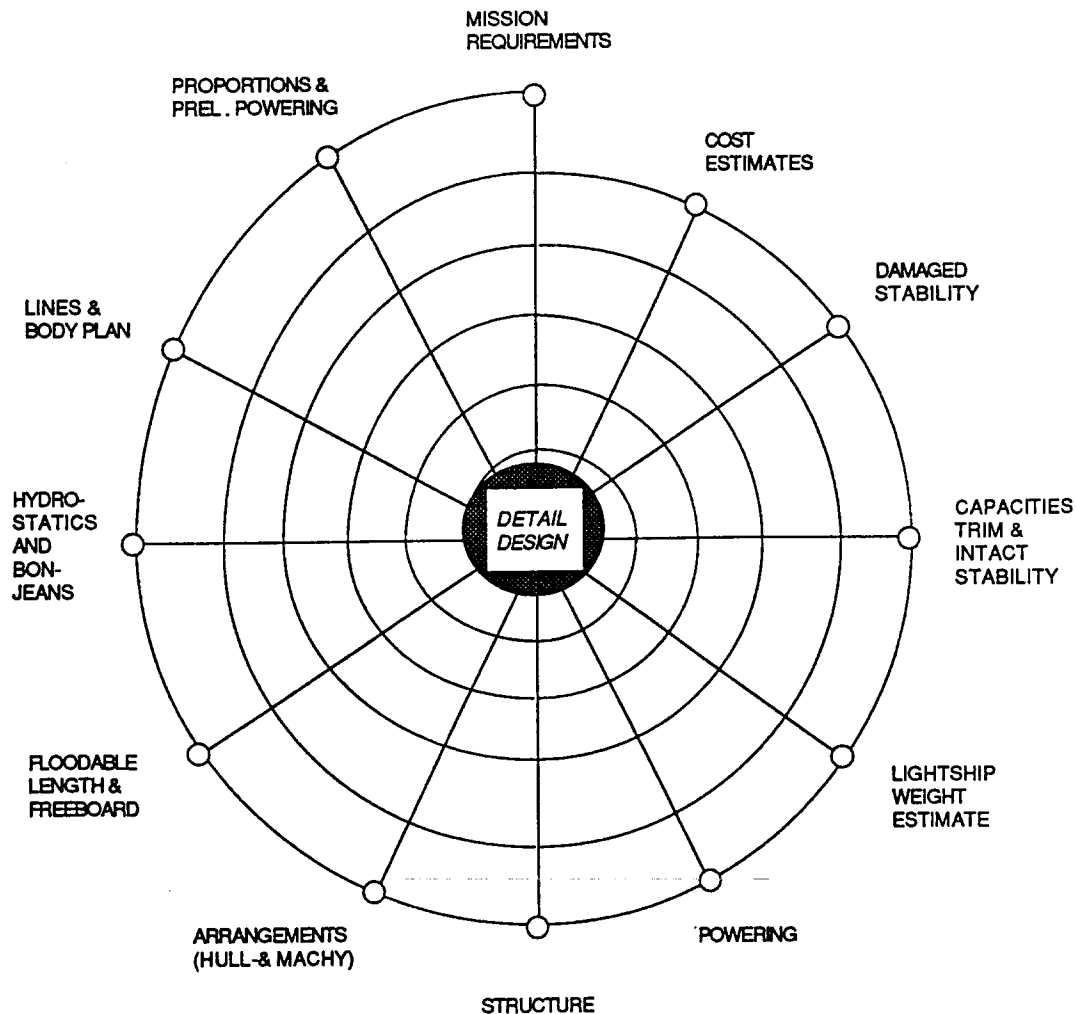 MISSION
REQUIREMENTS
PROPORTIONS &
PREL. POWERING
COST
ESTIMATES
DAMAGED
STABILITY
LINES &
BODY PLAN
HYDRO-
STATICS
AND
BON-
JEANS
DETAIL
DESIGN
CAPACITIES
TRIM &
INTACT
STABILITY
FLOODABLE
LENGTH &
FREEBOARD
LIGHTSHIP
WEIGHT
ESTIMATE
ARRANGEMENTS
(HULL-& MACHY)
POWERING
STRUCTURE